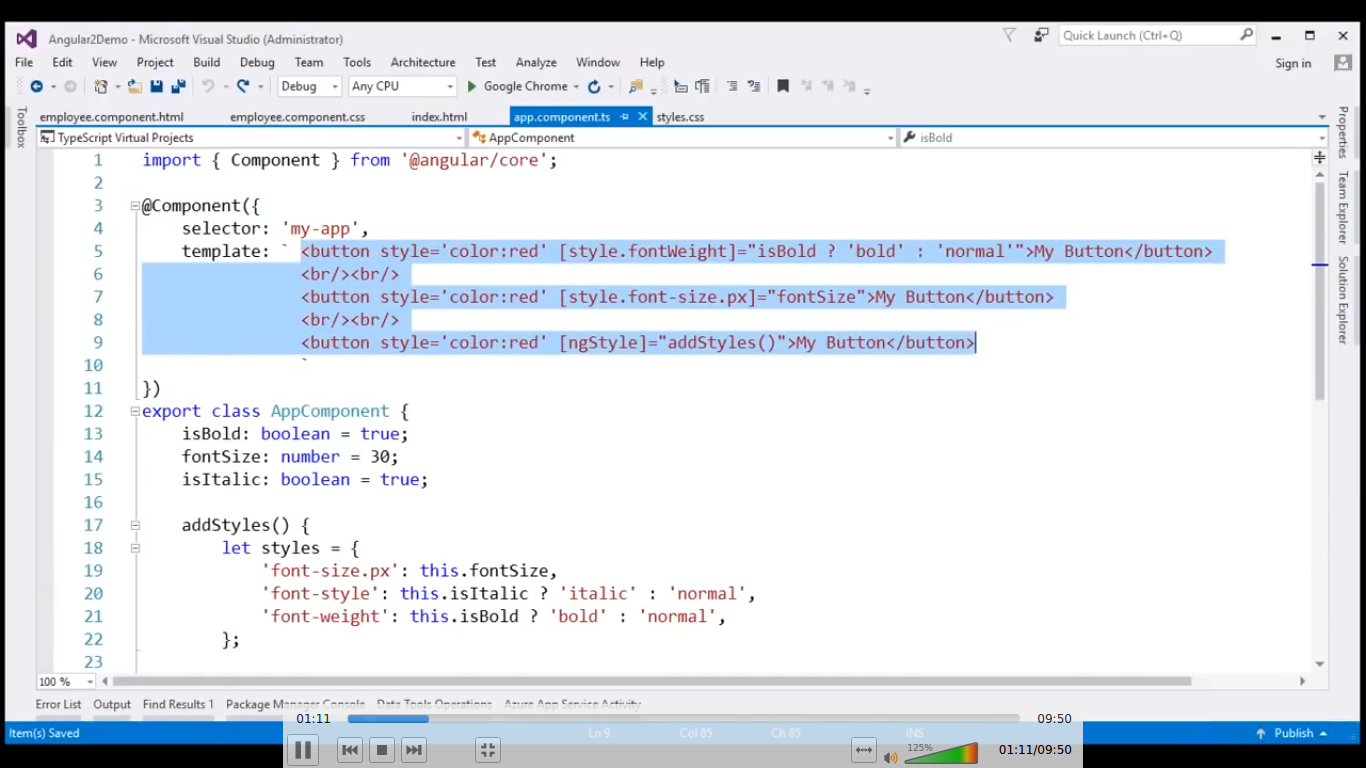 Angular2Demo - Microsoft Visual Studio (Administrator)
Quick Launch (Ctrl+Q)
File Edit View Project Build Debug Team Tools Architecture Test Analyze Window Help
Sign in
Debug Any CPU Google Chrome
employee.component.html employee.component.css index.html app.component.ts styles.css
TypeScript Virtual Projects AppComponent isBold
Toolbox
Properties
Team Explorer
Solution Explorer
1 import { Component } from '@angular/core';
2
3 @Component({
4 selector: 'my-app',
5 template: ` <button style='color:red' [style.fontWeight]="isBold ? 'bold' : 'normal'">My Button</button>
6 <br/><br/>
7 <button style='color:red' [style.font-size.px]="fontSize">My Button</button>
8 <br/><br/>
9 <button style='color:red' [ngStyle]="addStyles()">My Button</button>
10 `
11 })
12 export class AppComponent {
13 isBold: boolean = true;
14 fontSize: number = 30;
15 isItalic: boolean = true;
16
17 addStyles() {
18 let styles = {
19 'font-size.px': this.fontSize,
20 'font-style': this.isItalic ? 'italic' : 'normal',
21 'font-weight': this.isBold ? 'bold' : 'normal',
22 };
23
100 %
Error List Output Find Results 1 Package Manager Console Data Tools Operations Azure App Service Activity
01:11 09:50
Item(s) Saved Ln 9 Col 85 Ch 85 INS Publish
125% 01:11/09:50